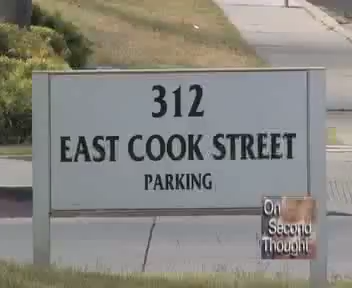 312
EAST COOK STREET
PARKING
On
Second
Thought